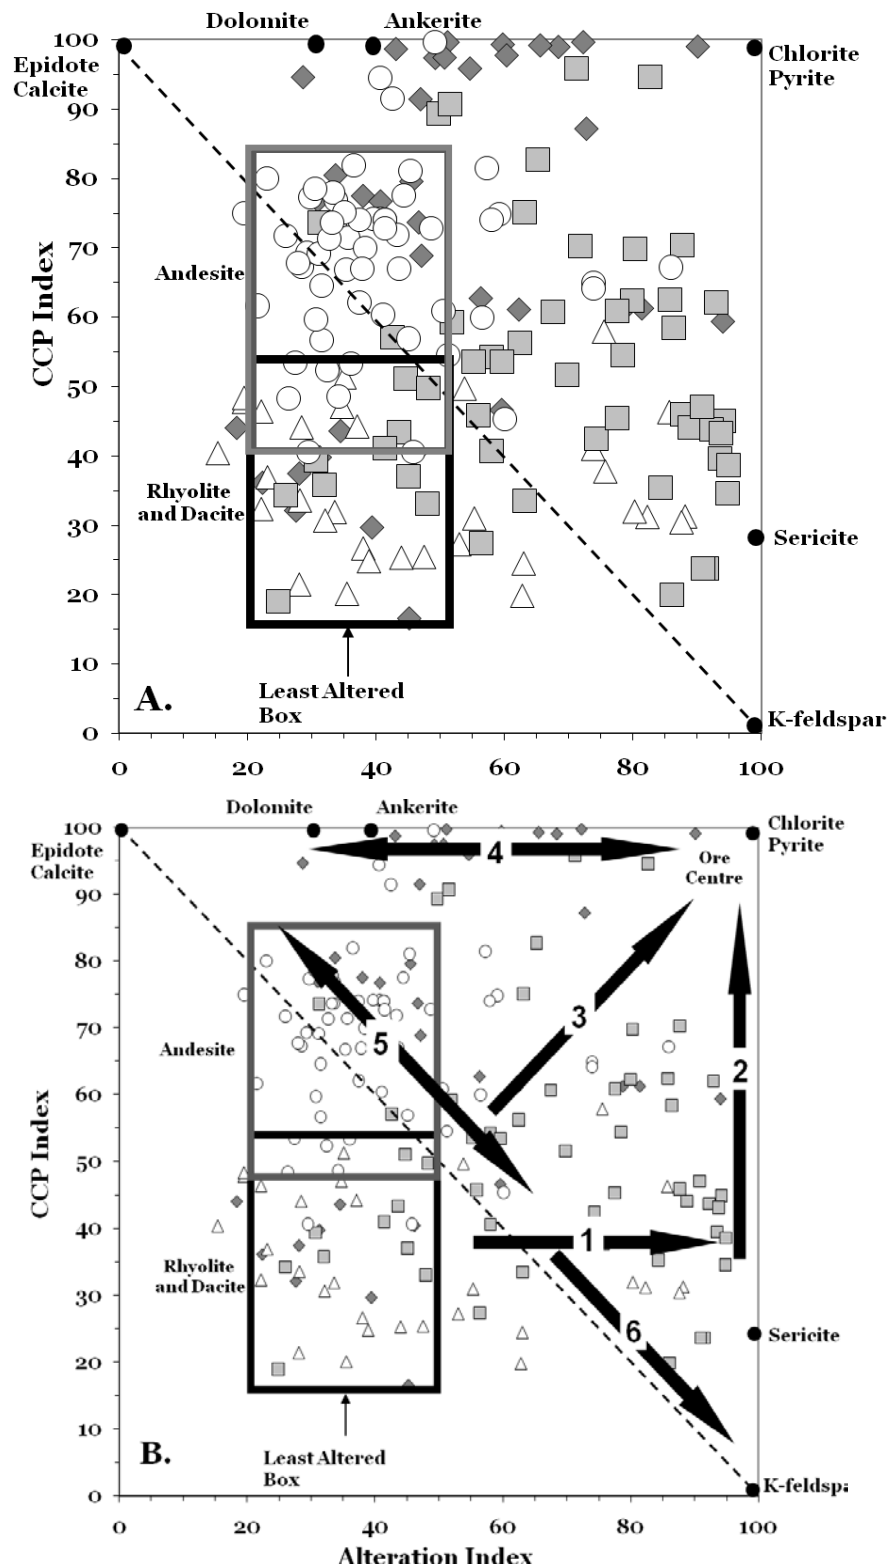 Dolomite Ankerite
100
Epidote
Calcite
Chlorite
Pyrite
90
80
70
Andesite
60
CCP Index
50
40
Rhyolite
and Dacite
30
Sericite
20
10
Least Altered
Box
A.
K-feldspar
0
0 20 40 60 80 100
Dolomite Ankerite
100
Epidote
Calcite
Chlorite
Pyrite
4
Ore
Centre
90
80
70
3
5
Andesite
2
60
CCP Index
50
40
1
Rhyolite
and Dacite
30
6
Sericite
20
10
Least Altered
Box
B.
K-feldspa
0
0 20 40 60 80 100
Alteration Index